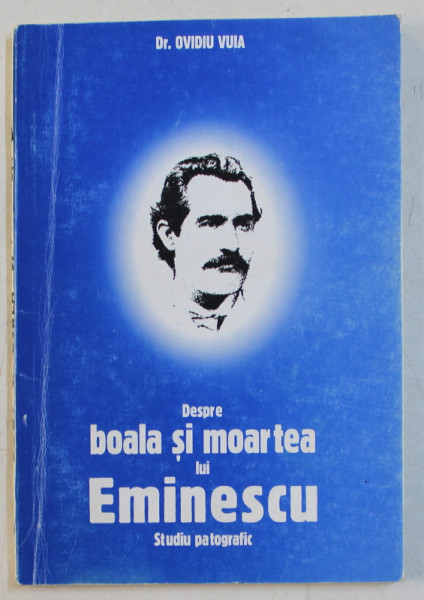 Dr. OVIDIU VUIA
Despre
boala și moartea
lui
Eminescu
Studiu patografic